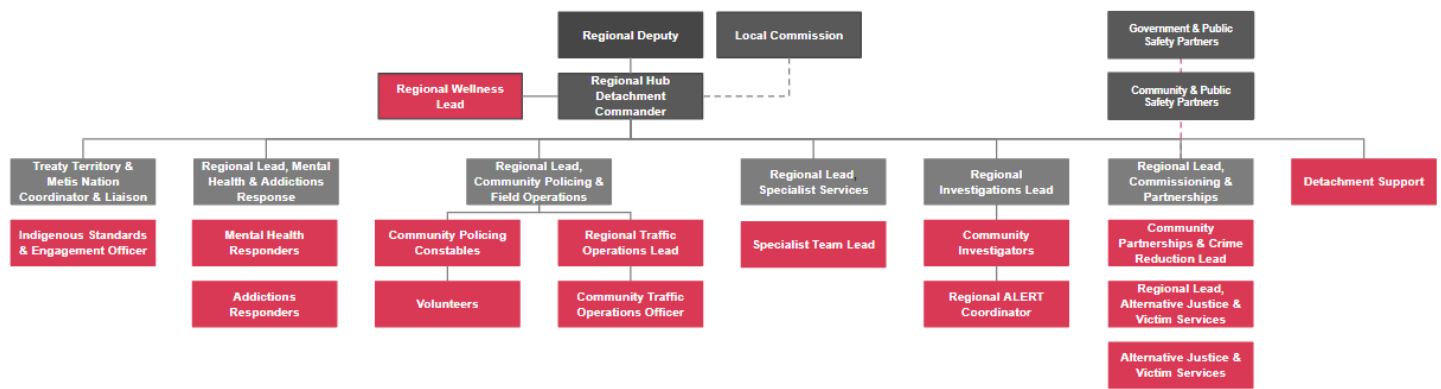 Regional Deputy
Local Commission
Government & Public
Safety Partners
Regional Wellness
Lead
Regional Hub
Detachment
Commander
Community & Public
Safety Partners
Treaty Territory &
Metis Nation
Coordinator & Liaison
Regional Lead, Mental
Health & Addictions
Response
Regional Lead,
Community Policing &
Field Operations
Regional Lead,
Specialist Services
Regional
Investigations Lead
Regional Lead,
Commissioning &
Partnerships
Detachment Support
Indigenous Standards
& Engagement Officer
Mental Health
Responders
Community Policing
Constables
Regional Traffic
Operations Lead
Specialist Team Lead
Community
Investigators
Community
Partnerships & Crime
Reduction Lead
Addictions
Responders
Volunteers
Community Traffic
Operations Officer
Regional ALERT
Coordinator
Regional Lead,
Alternative Justice &
Victim Services
Alternative Justice &
Victim Services